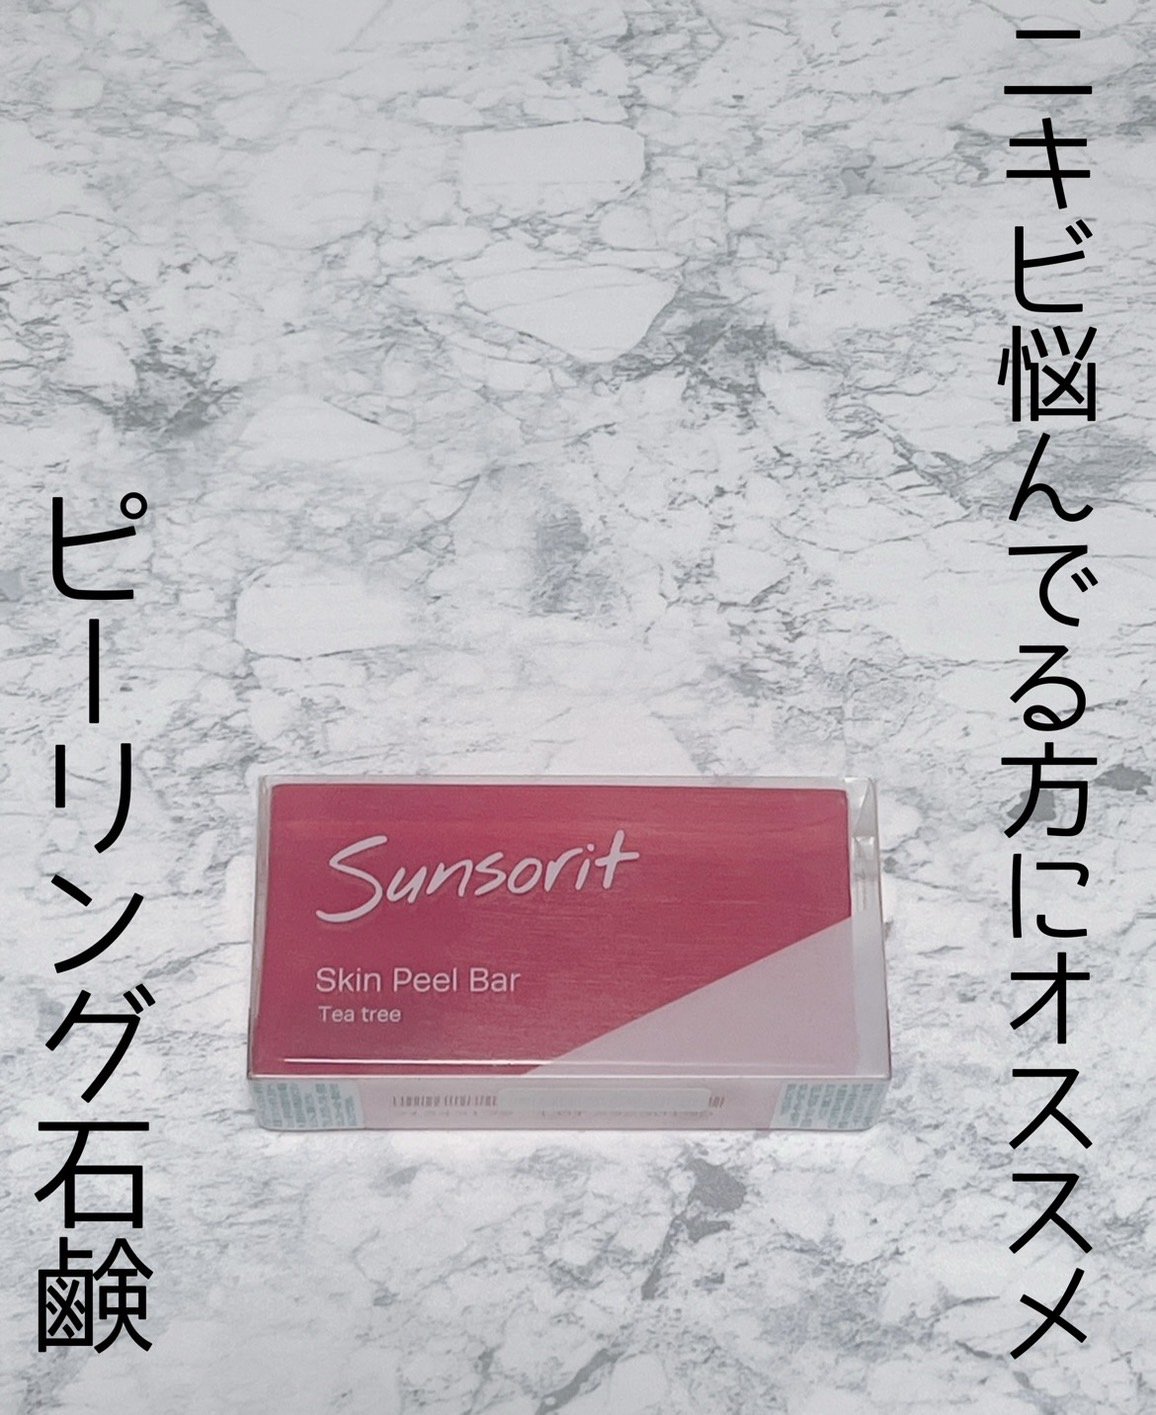 ニキビ悩んでる方にオススメ
ピーリング石鹸
Sunsorit
Skin Peel Bar
Tea tree